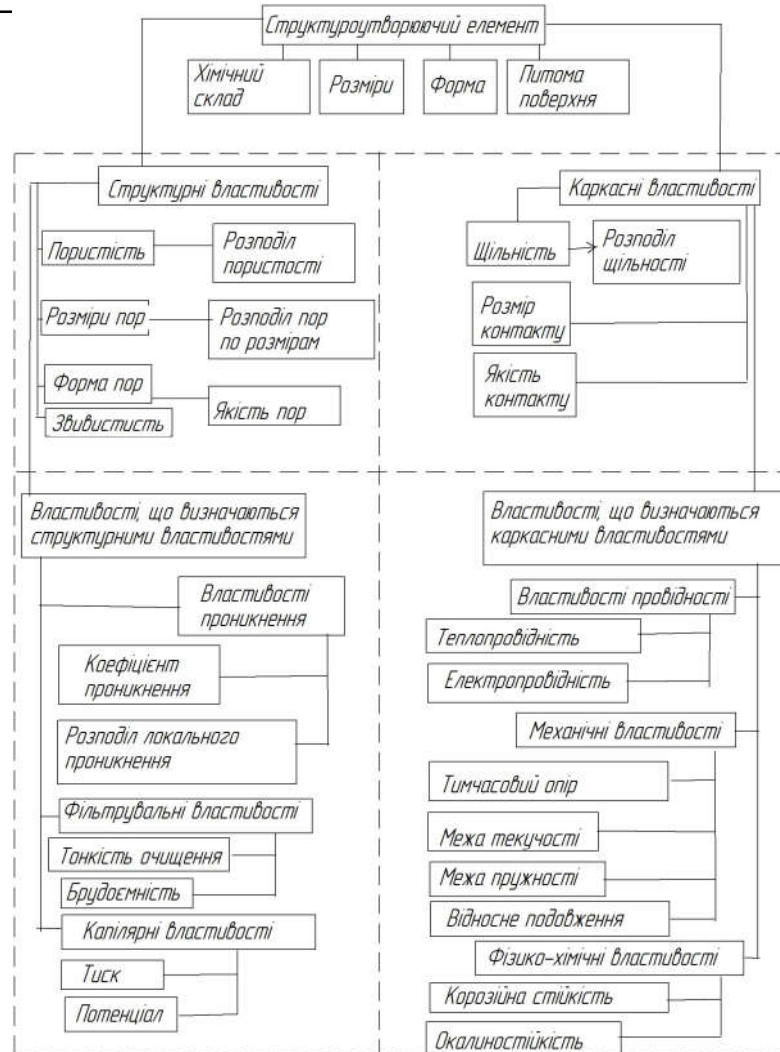 Структуроутворюючий елемент
Хімічний
склад
Розміри
Форма
Питома
поверхня
Структурні властивості
Пористість
Розподіл
пористості
Розміри пор
Розподіл пор
по розмірам
Форма пор
Якість пор
Звивистисть
Каркасні властивості
Щільність
Розподіл
щільності
Розмір
контакту
Якість
контакту
Властивості, що визначаються
структурними властивостями
Властивості
проникнення
Коефіцієнт
проникнення
Розподіл локального
проникнення
Фільтрувальні властивості
Тонкість очищення
Брудоємність
Капілярні властивості
Тиск
Потенціал
Властивості, що визначаються
каркасними властивостями
Властивості провідності
Теплопровідність
Електропровідність
Механічні властивості
Тимчасовий опір
Межа текучості
Межа пружності
Відносне подовження
Фізико-хімічні властивості
Корозійна стійкість
Окалиностійкість